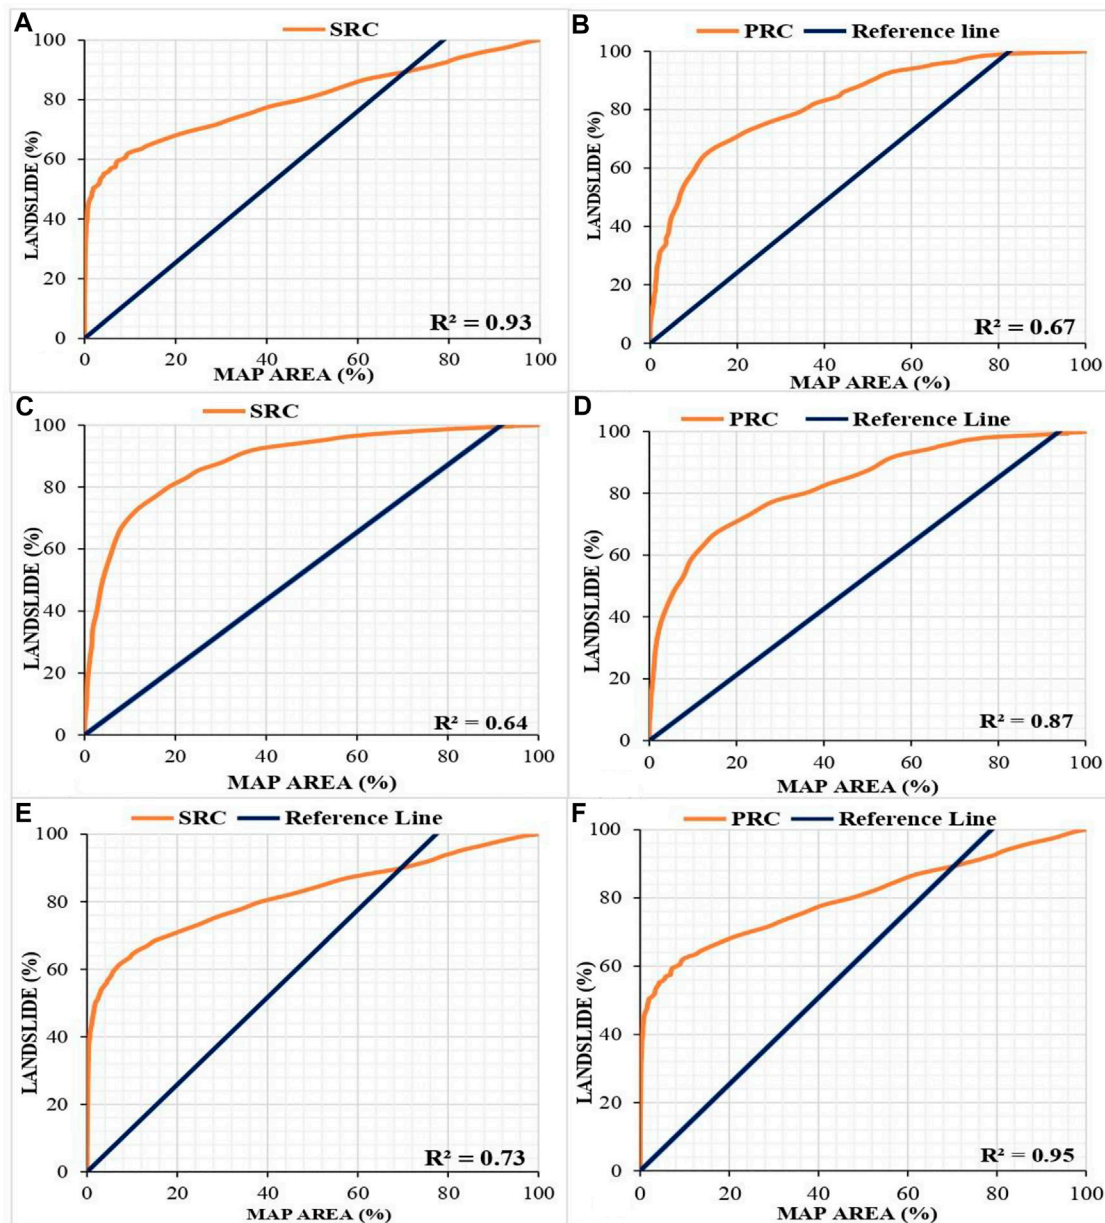 A
SRC
LANDSLIDE (%)
100
80
60
40
20
0
0 20 40 60 80 100
MAP AREA (%)
R² = 0.93
B
PRC Reference line
LANDSLIDE (%)
100
80
60
40
20
0
0 20 40 60 80 100
MAP AREA (%)
R² = 0.67
C
SRC
LANDSLIDE (%)
100
80
60
40
20
0
0 20 40 60 80 100
MAP AREA (%)
R² = 0.64
D
PRC Reference Line
LANDSLIDE (%)
100
80
60
40
20
0
0 20 40 60 80 100
MAP AREA (%)
R² = 0.87
E
SRC Reference Line
LANDSLIDE (%)
100
80
60
40
20
0
0 20 40 60 80 100
MAP AREA (%)
R² = 0.73
F
PRC Reference Line
LANDSLIDE (%)
100
80
60
40
20
0
0 20 40 60 80 100
MAP AREA (%)
R² = 0.95